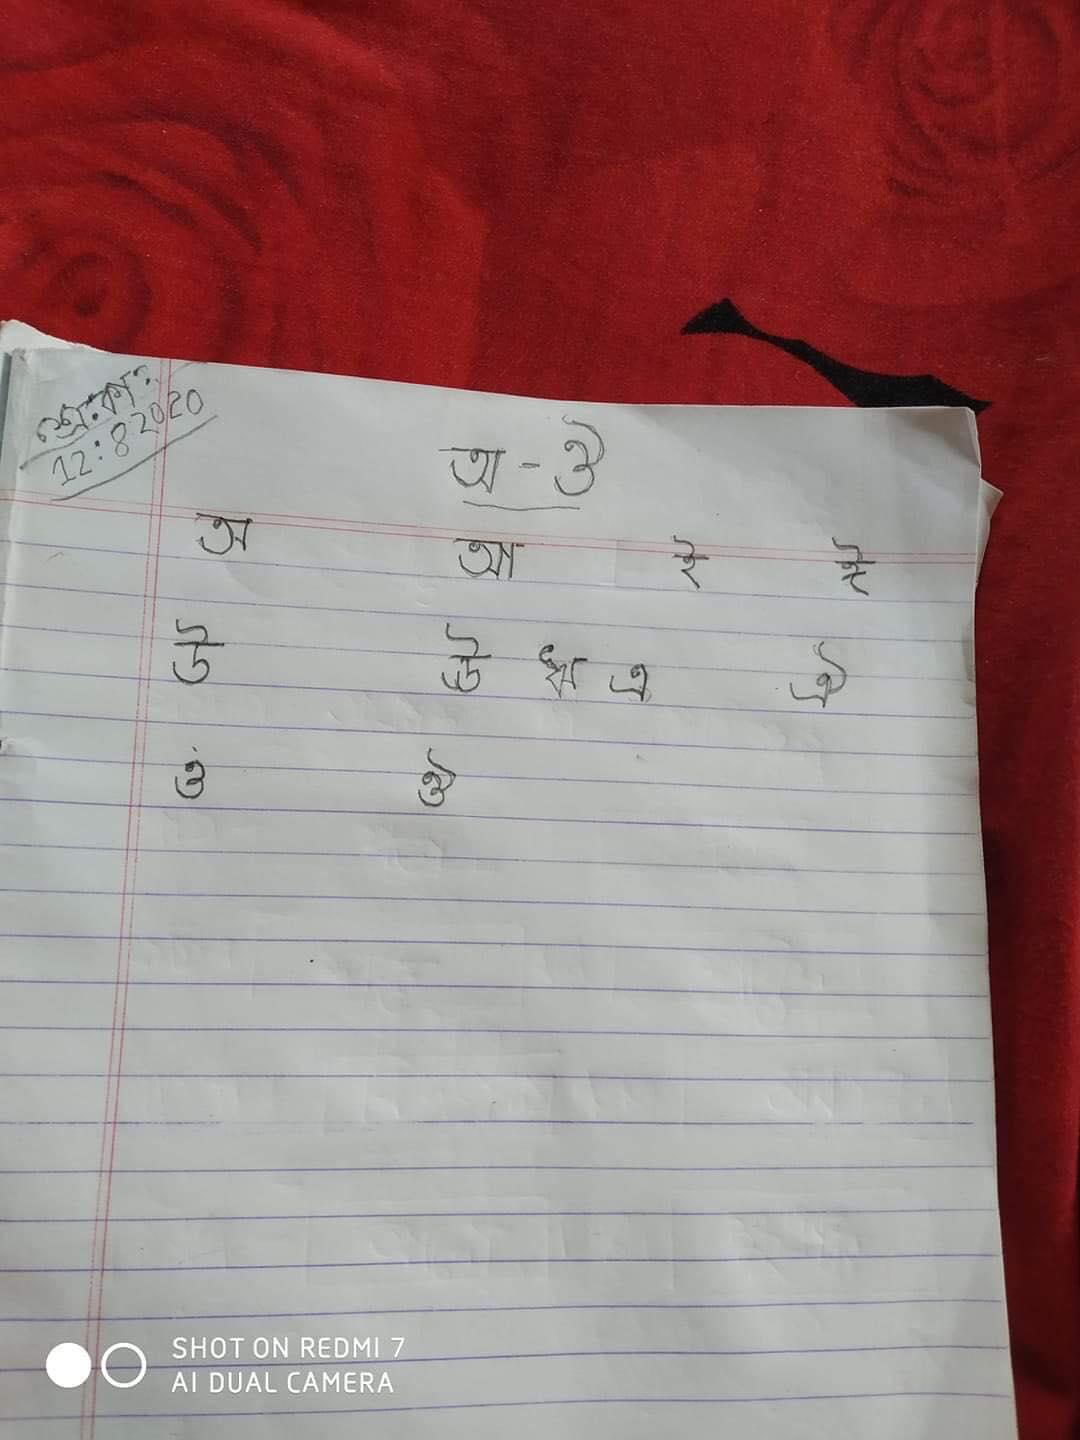 শ্রে:কা:
12:8 2020
অ - ঔ
অ আ ই ঈ
উ ঊ ঋ এ ঐ
ও ঔ
SHOT ON REDMI 7
AI DUAL CAMERA